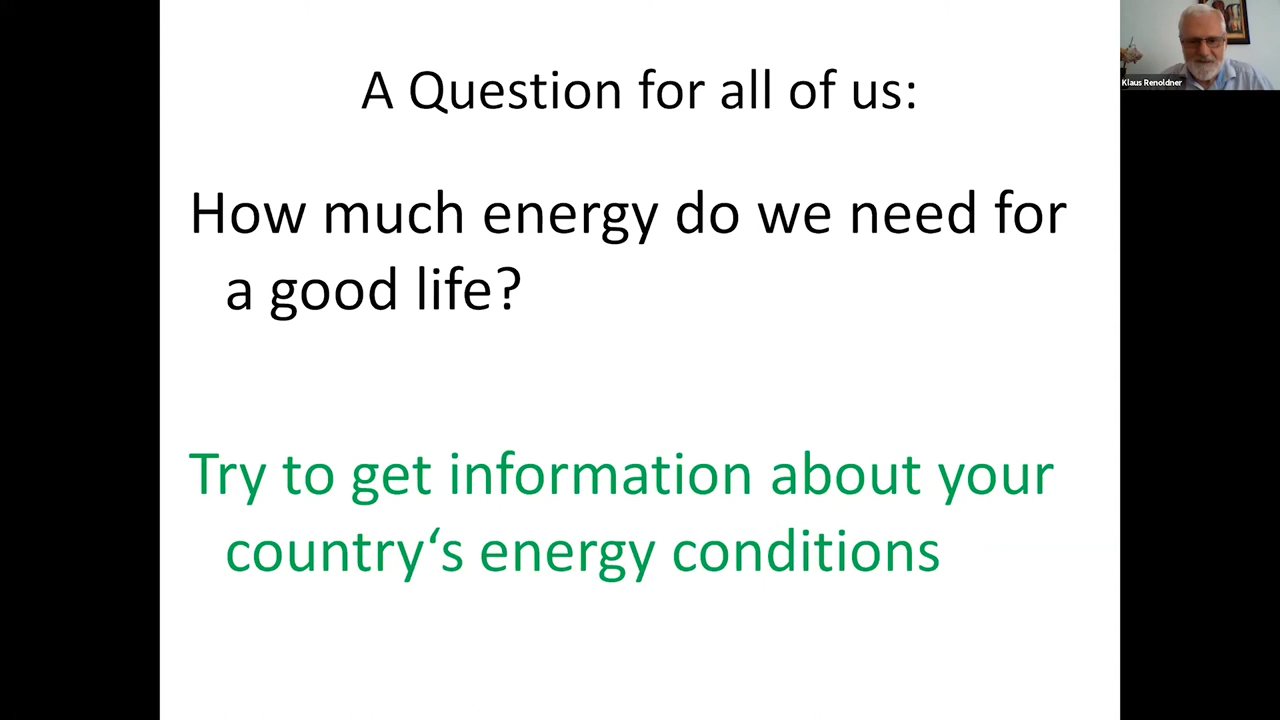 A Question for all of us:
Klaus Renoldner
How much energy do we need for
a good life?
Try to get information about your
country‘s energy conditions